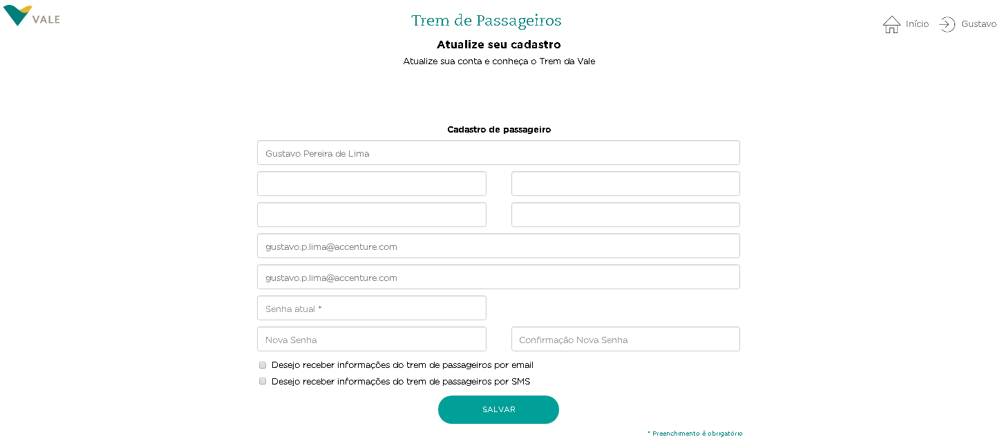 VALE
Trem de Passageiros
Início
Gustavo
Atualize seu cadastro
Atualize sua conta e conheça o Trem da Vale
Cadastro de passageiro
Gustavo Pereira de Lima
gustavo.p.lima@accenture.com
gustavo.p.lima@accenture.com
Senha atual *
Nova Senha
Confirmação Nova Senha
Desejo receber informações do trem de passageiros por email
Desejo receber informações do trem de passageiros por SMS
SALVAR
* Preenchimento é obrigatório